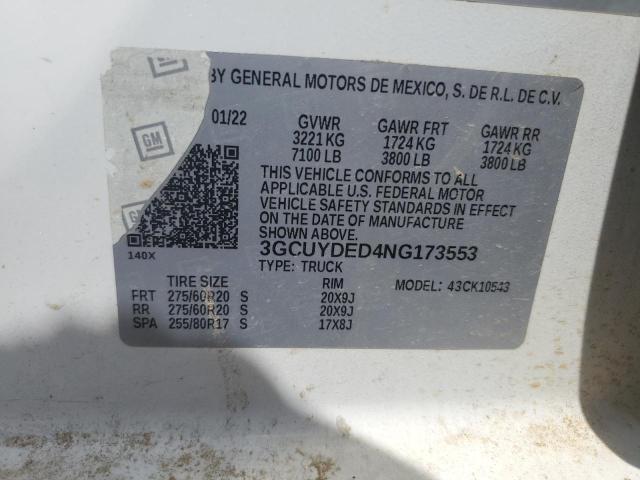 BY GENERAL MOTORS DE MEXICO, S. DE R.L. DE C.V.
01/22 GVWR GAWR FRT GAWR RR
3221 KG 1724 KG 1724 KG
7100 LB 3800 LB 3800 LB
THIS VEHICLE CONFORMS TO ALL
APPLICABLE U.S. FEDERAL MOTOR
VEHICLE SAFETY STANDARDS IN EFFECT
ON THE DATE OF MANUFACTURE
SHOWN ABOVE.
GM
GM
GM
140X
3GCUYDED4NG173553
TYPE: TRUCK
TIRE SIZE RIM MODEL: 43CK10543
FRT 275/60R20 S 20X9J
RR 275/60R20 S 20X9J
SPA 255/80R17 S 17X8J